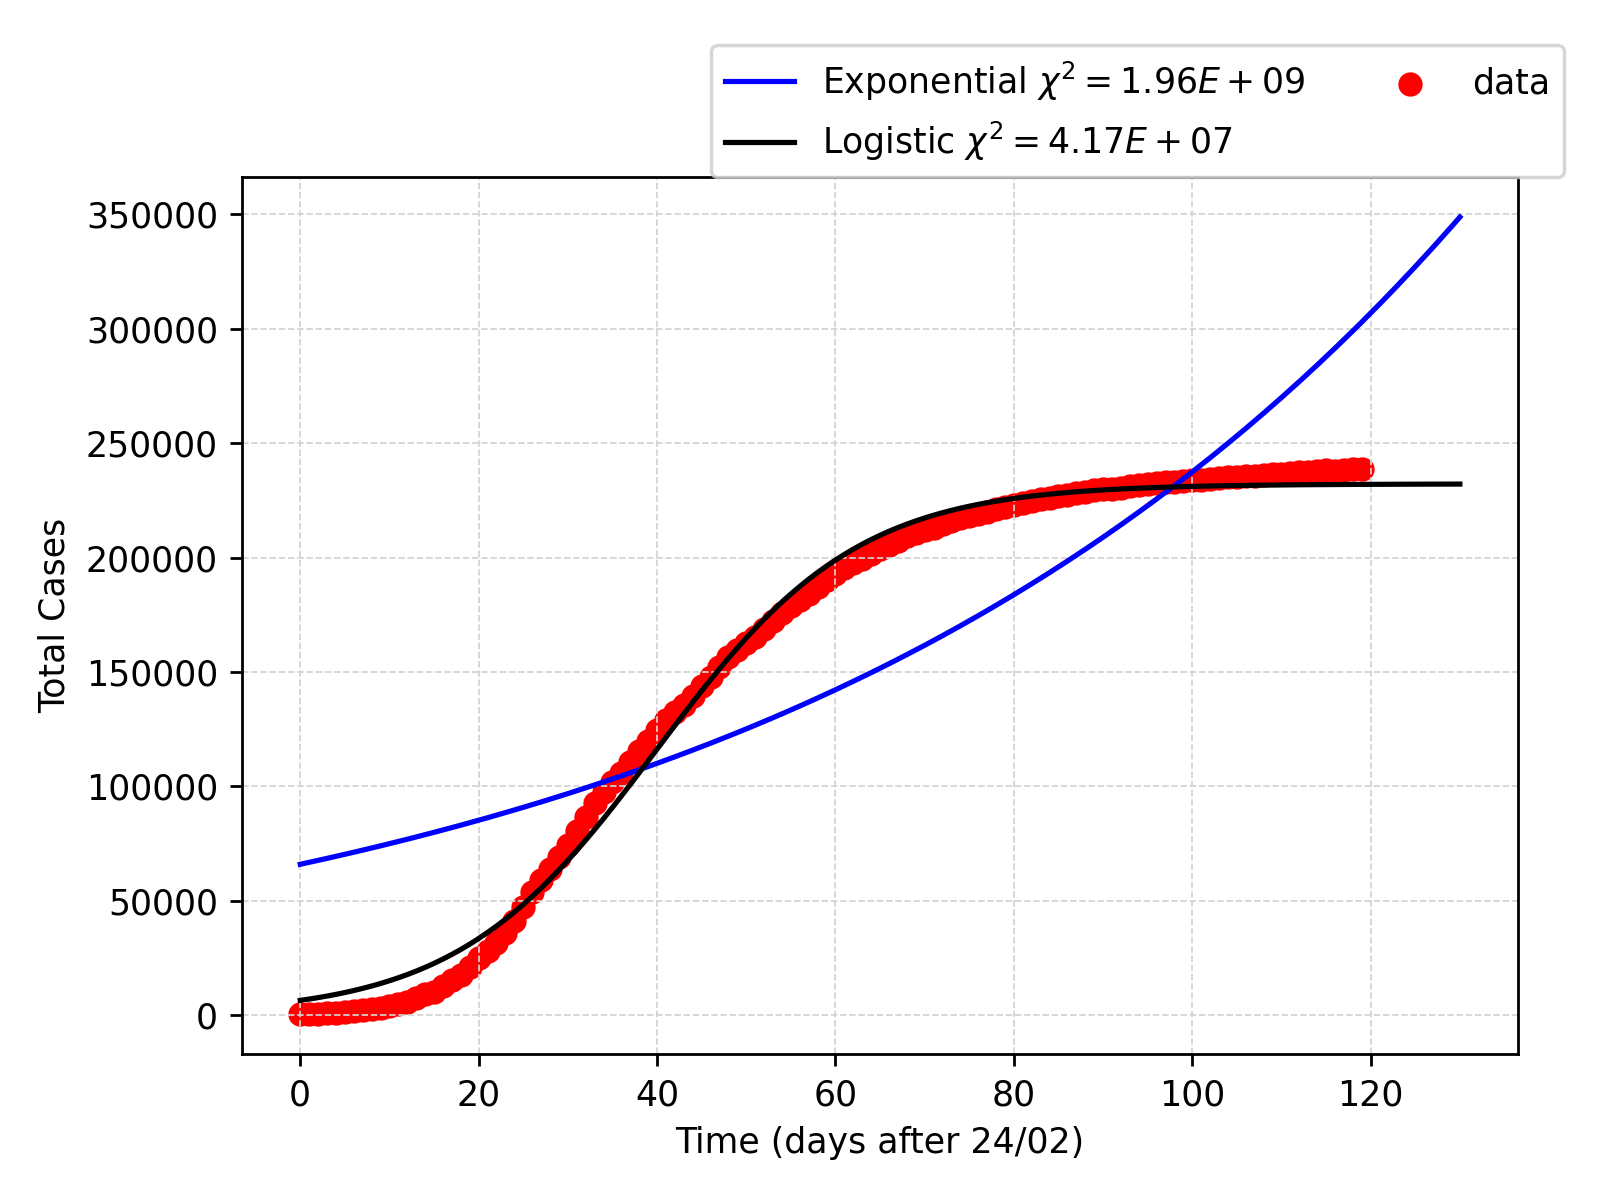 Exponential χ² = 1.96E + 09
data
Logistic χ² = 4.17E + 07
350000
300000
250000
200000
150000
100000
50000
0
Total Cases
0 20 40 60 80 100 120
Time (days after 24/02)